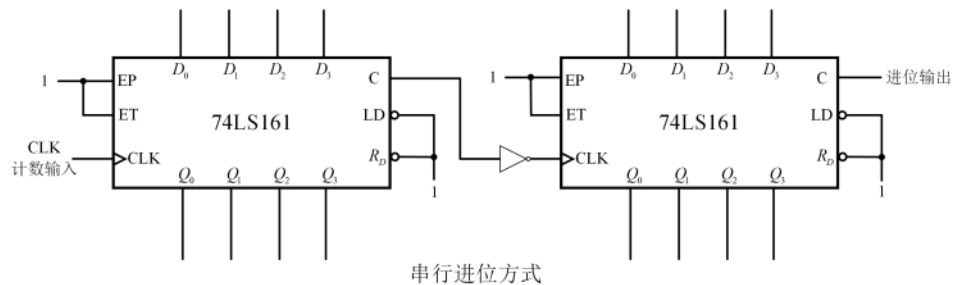 D₀ D₁ D₂ D₃
1 EP C
ET 74LS161 LD
CLK
计数输入
CLK R_D
1
Q₀ Q₁ Q₂ Q₃
D₀ D₁ D₂ D₃
1 EP C 进位输出
ET 74LS161 LD
CLK R_D
1
Q₀ Q₁ Q₂ Q₃
串行进位方式